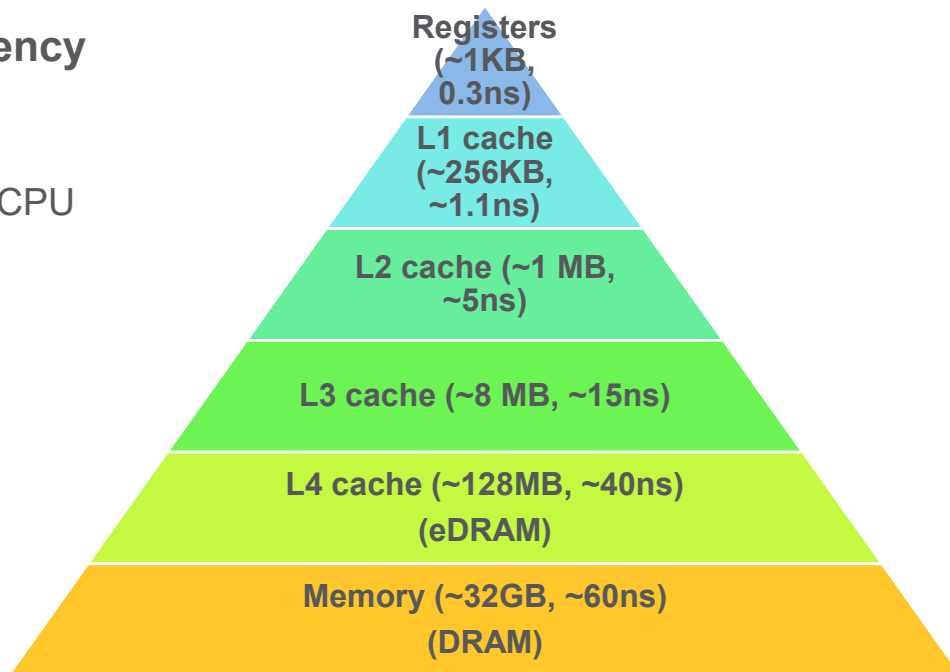 ency
CPU
Registers
(~1KB,
0.3ns)
L1 cache
(~256KB,
~1.1ns)
L2 cache (~1 MB,
~5ns)
L3 cache (~8 MB, ~15ns)
L4 cache (~128MB, ~40ns)
(eDRAM)
Memory (~32GB, ~60ns)
(DRAM)